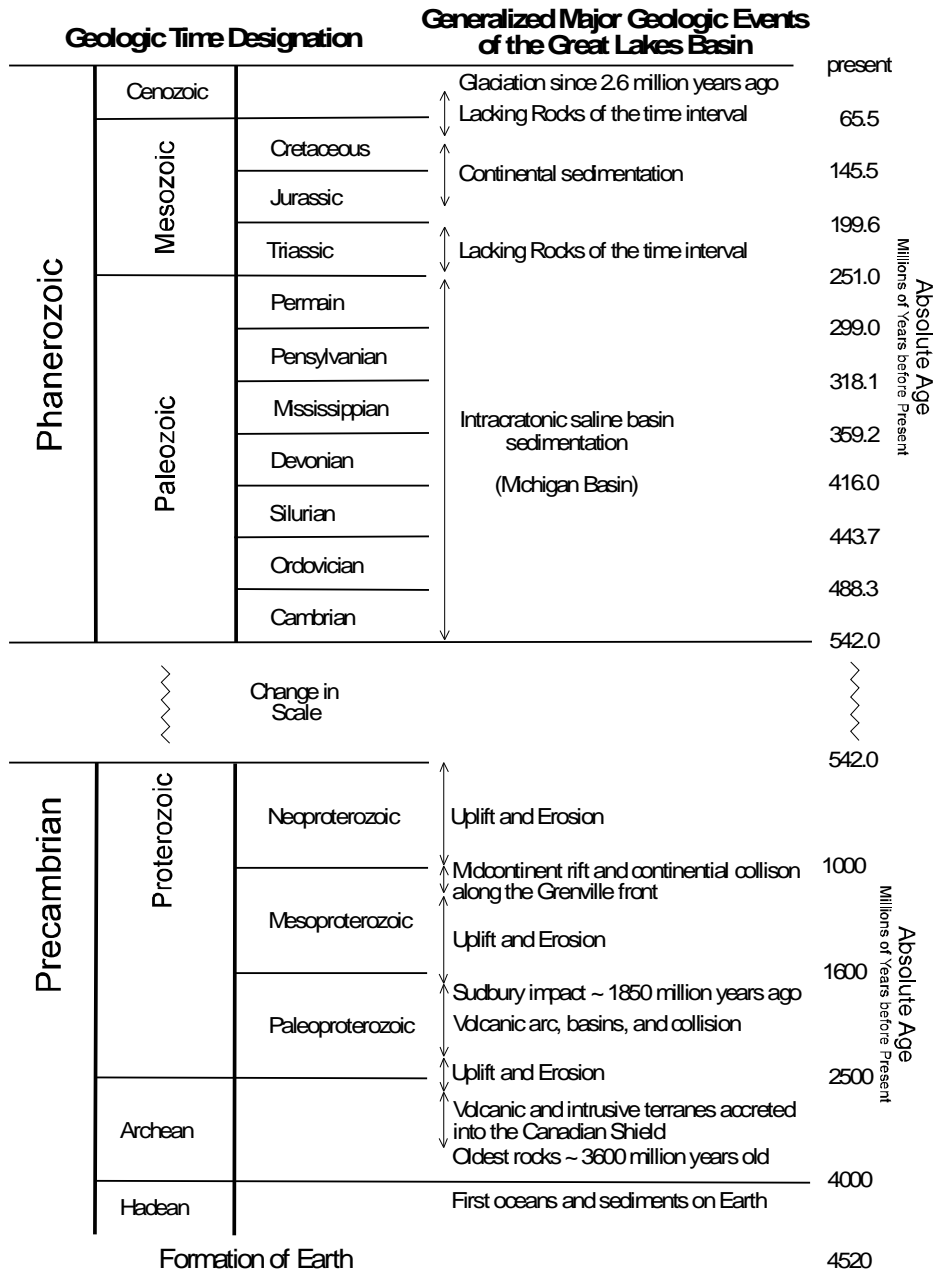 Geologic Time Designation
Generalized Major Geologic Events
of the Great Lakes Basin
present
Phanerozoic
Cenozoic
Glaciation since 2.6 million years ago
Lacking Rocks of the time interval
65.5
Mesozoic
Cretaceous
Continental sedimentation
145.5
Jurassic
199.6
Triassic
Lacking Rocks of the time interval
251.0
Absolute Age
Millions of Years before Present
Paleozoic
Permain
299.0
Pensylvanian
318.1
Mississippian
Intracratonic saline basin
sedimentation
(Michigan Basin)
359.2
Devonian
416.0
Silurian
443.7
Ordovician
488.3
Cambrian
542.0
Change in
Scale
542.0
Precambrian
Proterozoic
Neoproterozoic
Uplift and Erosion
1000
Midcontinent rift and continential collison
along the Grenville front
Mesoproterozoic
Uplift and Erosion
1600
Absolute Age
Millions of Years before Present
Sudbury impact ~ 1850 million years ago
Paleoproterozoic
Volcanic arc, basins, and collision
Uplift and Erosion
2500
Archean
Volcanic and intrusive terranes accreted
into the Canadian Shield
Oldest rocks ~ 3600 million years old
4000
Hadean
First oceans and sediments on Earth
Formation of Earth
4520